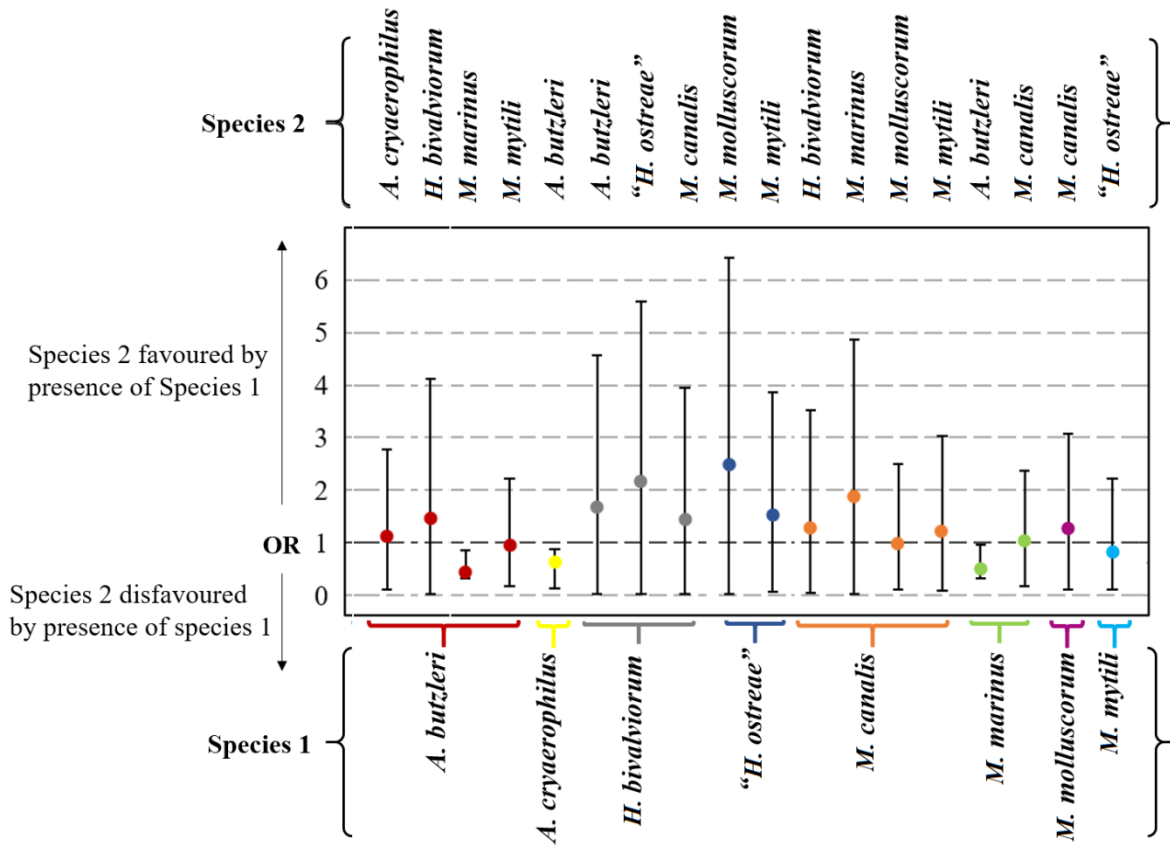 Species 2
A. cryaerophilus
H. bivalviorum
M. marinus
M. mytili
A. butzleri
A. butzleri
“H. ostreae”
M. canalis
M. molluscorum
M. mytili
H. bivalviorum
M. marinus
M. molluscorum
M. mytili
A. butzleri
M. canalis
M. canalis
“H. ostreae”
Species 2 favoured by
presence of Species 1
OR
Species 2 disfavoured
by presence of species 1
6
5
4
3
2
1
0
Species 1
A. butzleri
A. cryaerophilus
H. bivalviorum
“H. ostreae”
M. canalis
M. marinus
M. molluscorum
M. mytili